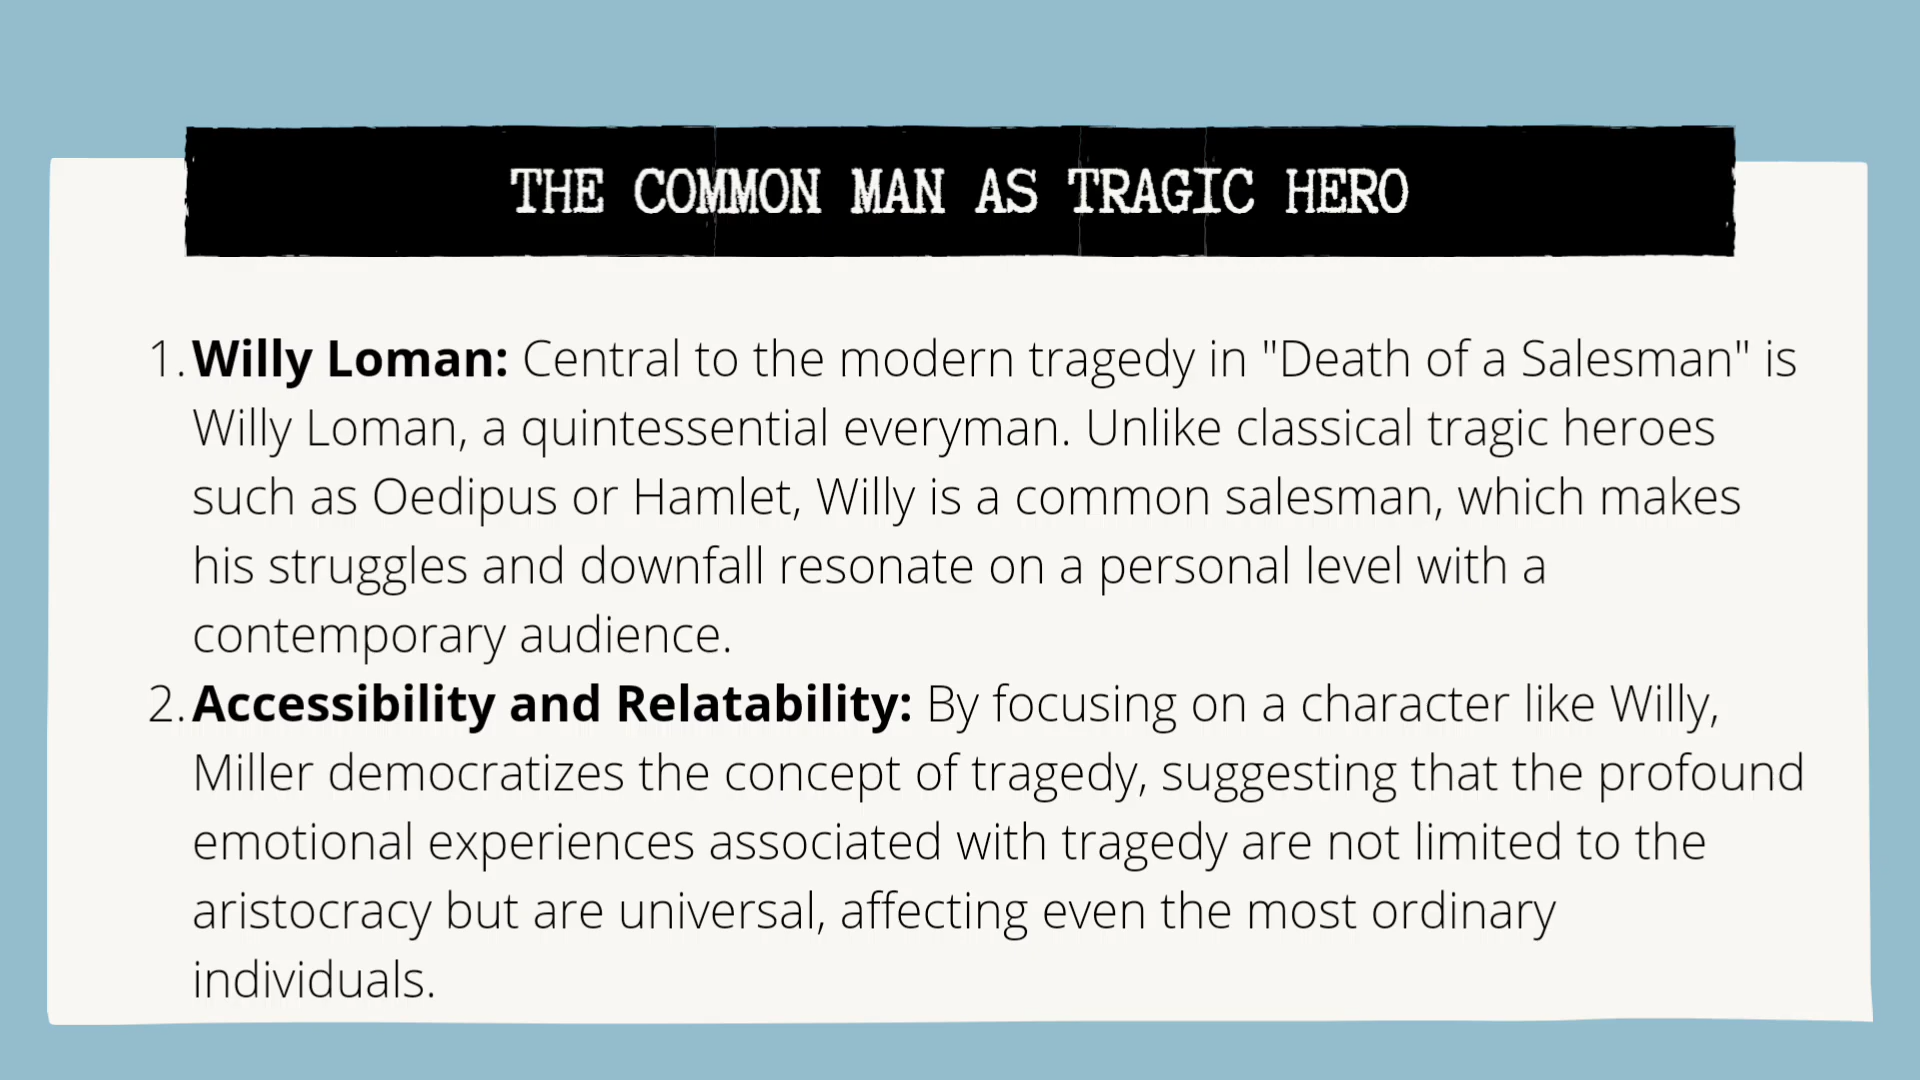 THE COMMON MAN AS TRAGIC HERO
1. Willy Loman: Central to the modern tragedy in "Death of a Salesman" is
Willy Loman, a quintessential everyman. Unlike classical tragic heroes
such as Oedipus or Hamlet, Willy is a common salesman, which makes
his struggles and downfall resonate on a personal level with a
contemporary audience.
2. Accessibility and Relatability: By focusing on a character like Willy,
Miller democratizes the concept of tragedy, suggesting that the profound
emotional experiences associated with tragedy are not limited to the
aristocracy but are universal, affecting even the most ordinary
individuals.